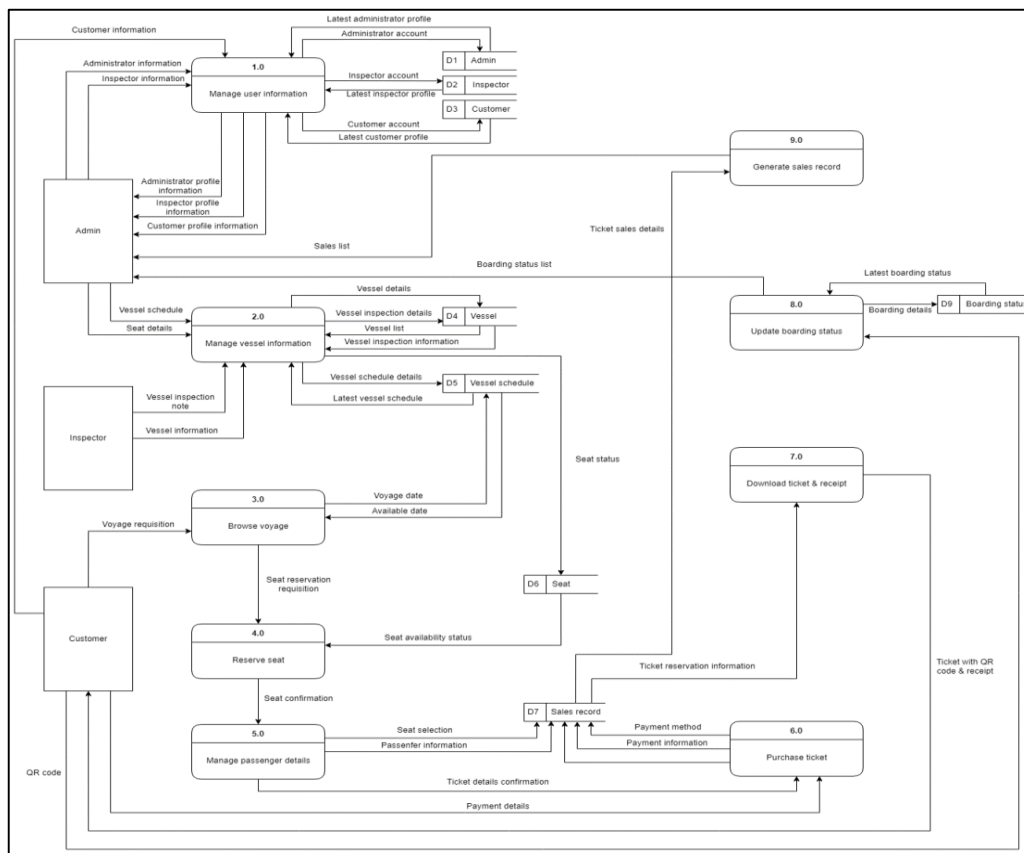 Latest administrator profile
Customer information
Administrator account
D1 Admin
Administrator information
1.0
Inspector account
Inspector information
D2 Inspector
Manage user information
Latest inspector profile
D3 Customer
Customer account
Latest customer profile
9.0
Generate sales record
Administrator profile
information
Inspector profile
information
Customer profile information
Admin
Ticket sales details
Sales list
Boarding status list
Latest boarding status
Vessel details
Vessel schedule
2.0
Vessel inspection details
D4 Vessel
8.0
D9 Boarding status
Boarding details
Seat details
Vessel list
Manage vessel information
Update boarding status
Vessel inspection information
Vessel schedule details
D5 Vessel schedule
Vessel inspection
note
Latest vessel schedule
Vessel information
Inspector
Seat status
7.0
Download ticket & receipt
3.0
Voyage date
Available date
Voyage requisition
Browse voyage
Seat reservation
requisition
D6 Seat
4.0
Customer
Seat availability status
Reserve seat
Ticket reservation information
Ticket with QR
code & receipt
Seat confirmation
D7 Sales record
5.0
Seat selection
Payment method
6.0
Passenfer information
Payment information
Manage passenger details
Purchase ticket
QR code
Ticket details confirmation
Payment details